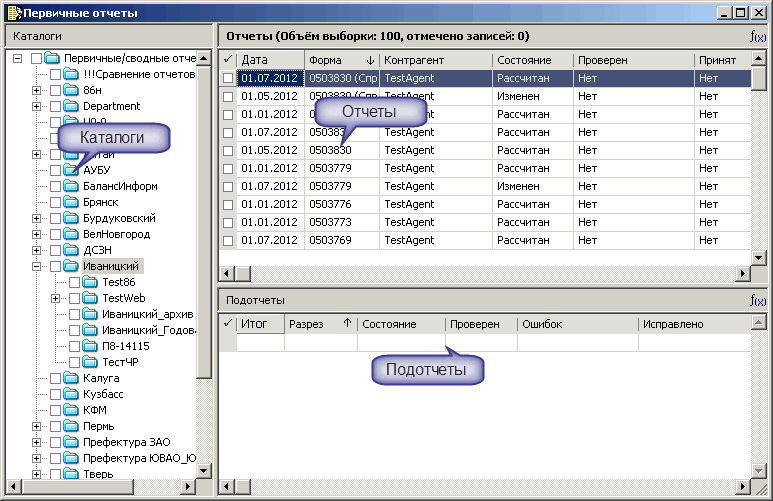 Первичные отчеты
Каталоги
Первичные/сводные отче
!!!Сравнение отчетов
86н
Department
Каталоги
АУБУ
БалансИнформ
Брянск
Бурдуковский
ВелНовгород
ДСЗН
Иваницкий
Test86
TestWeb
Иваницкий_архив
Иваницкий_Годова
П8-14115
ТестЧР
Калуга
Кузбасс
КФМ
Пермь
Префектура ЗАО
Префектура ЮВАО_Ю
Тверь
Отчеты (Объём выборки: 100, отмечено записей: 0) f(x)
✓ Дата Форма ↓ Контрагент Состояние Проверен Принят
01.07.2012 0503830 (Спр TestAgent Рассчитан Нет Нет
01.05.2012 0503830 (Спр TestAgent Изменен Нет Нет
Отчеты
01.01.2012 TestAgent Рассчитан Нет Нет
01.07.2012 TestAgent Рассчитан Нет Нет
01.05.2012 0503830 TestAgent Рассчитан Нет Нет
01.01.2012 0503779 TestAgent Рассчитан Нет Нет
01.07.2012 0503779 TestAgent Изменен Нет Нет
01.01.2012 0503776 TestAgent Рассчитан Нет Нет
01.01.2012 0503773 TestAgent Рассчитан Нет Нет
01.07.2012 0503769 TestAgent Рассчитан Нет Нет
Подотчеты f(x)
✓ Итог Разрез ↑ Состояние Проверен Ошибок Исправлено
Подотчеты